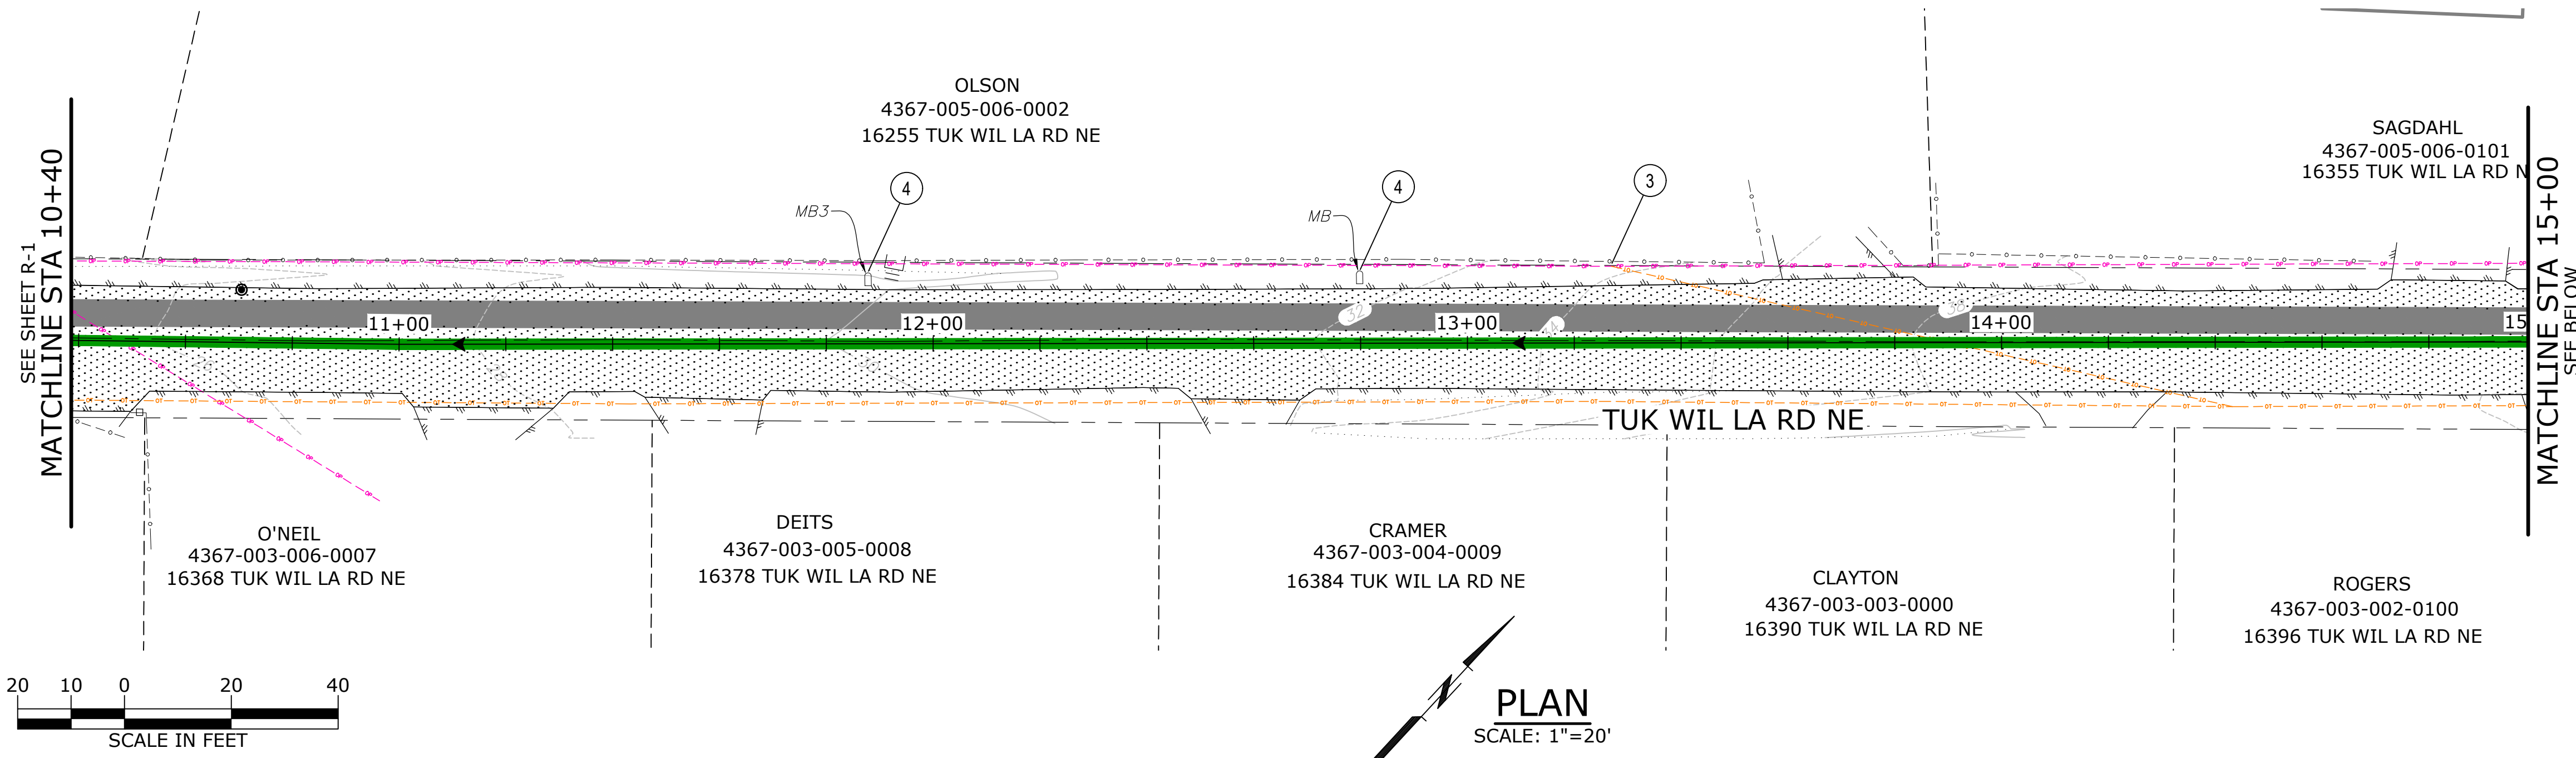 OLSON
4367-005-006-0002
16255 TUK WIL LA RD NE
SAGDAHL
4367-005-006-0101
16355 TUK WIL LA RD N
SEE SHEET R-1
MATCHLINE STA 10+40
MB3
4
MB
4
3
11+00
12+00
13+00
14+00
15
32
38
TUK WIL LA RD NE
MATCHLINE STA 15+00
SEE BELOW
O'NEIL
4367-003-006-0007
16368 TUK WIL LA RD NE
DEITS
4367-003-005-0008
16378 TUK WIL LA RD NE
CRAMER
4367-003-004-0009
16384 TUK WIL LA RD NE
CLAYTON
4367-003-003-0000
16390 TUK WIL LA RD NE
ROGERS
4367-003-002-0100
16396 TUK WIL LA RD NE
20 10 0 20 40
SCALE IN FEET
PLAN
SCALE: 1"=20'